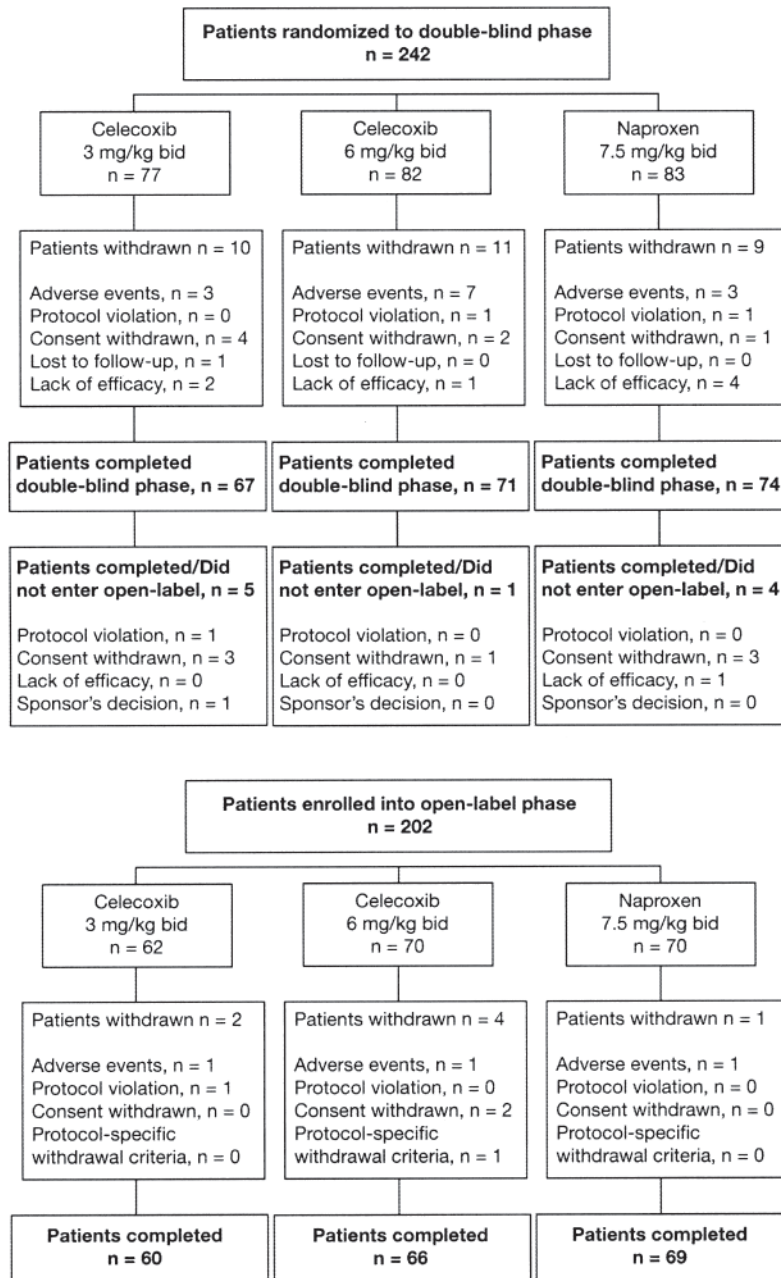 Patients randomized to double-blind phase
n = 242
Celecoxib
3 mg/kg bid
n = 77
Celecoxib
6 mg/kg bid
n = 82
Naproxen
7.5 mg/kg bid
n = 83
Patients withdrawn n = 10
Adverse events, n = 3
Protocol violation, n = 0
Consent withdrawn, n = 4
Lost to follow-up, n = 1
Lack of efficacy, n = 2
Patients withdrawn n = 11
Adverse events, n = 7
Protocol violation, n = 1
Consent withdrawn, n = 2
Lost to follow-up, n = 0
Lack of efficacy, n = 1
Patients withdrawn n = 9
Adverse events, n = 3
Protocol violation, n = 1
Consent withdrawn, n = 1
Lost to follow-up, n = 0
Lack of efficacy, n = 4
Patients completed
double-blind phase, n = 67
Patients completed
double-blind phase, n = 71
Patients completed
double-blind phase, n = 74
Patients completed/Did
not enter open-label, n = 5
Protocol violation, n = 1
Consent withdrawn, n = 3
Lack of efficacy, n = 0
Sponsor's decision, n = 1
Patients completed/Did
not enter open-label, n = 1
Protocol violation, n = 0
Consent withdrawn, n = 1
Lack of efficacy, n = 0
Sponsor's decision, n = 0
Patients completed/Did
not enter open-label, n = 4
Protocol violation, n = 0
Consent withdrawn, n = 3
Lack of efficacy, n = 1
Sponsor's decision, n = 0
Patients enrolled into open-label phase
n = 202
Celecoxib
3 mg/kg bid
n = 62
Celecoxib
6 mg/kg bid
n = 70
Naproxen
7.5 mg/kg bid
n = 70
Patients withdrawn n = 2
Adverse events, n = 1
Protocol violation, n = 1
Consent withdrawn, n = 0
Protocol-specific
withdrawal criteria, n = 0
Patients withdrawn n = 4
Adverse events, n = 1
Protocol violation, n = 0
Consent withdrawn, n = 2
Protocol-specific
withdrawal criteria, n = 1
Patients withdrawn n = 1
Adverse events, n = 1
Protocol violation, n = 0
Consent withdrawn, n = 0
Protocol-specific
withdrawal criteria, n = 0
Patients completed
n = 60
Patients completed
n = 66
Patients completed
n = 69